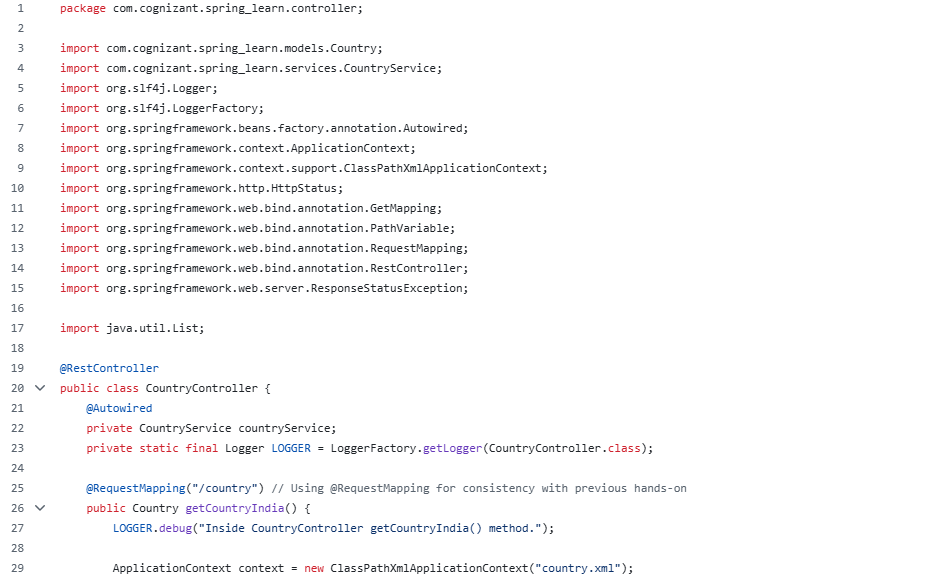 1 package com.cognizant.spring_learn.controller;
2
3 import com.cognizant.spring_learn.models.Country;
4 import com.cognizant.spring_learn.services.CountryService;
5 import org.slf4j.Logger;
6 import org.slf4j.LoggerFactory;
7 import org.springframework.beans.factory.annotation.Autowired;
8 import org.springframework.context.ApplicationContext;
9 import org.springframework.context.support.ClassPathXmlApplicationContext;
10 import org.springframework.http.HttpStatus;
11 import org.springframework.web.bind.annotation.GetMapping;
12 import org.springframework.web.bind.annotation.PathVariable;
13 import org.springframework.web.bind.annotation.RequestMapping;
14 import org.springframework.web.bind.annotation.RestController;
15 import org.springframework.web.server.ResponseStatusException;
16
17 import java.util.List;
18
19 @RestController
20 public class CountryController {
21 @Autowired
22 private CountryService countryService;
23 private static final Logger LOGGER = LoggerFactory.getLogger(CountryController.class);
24
25 @RequestMapping("/country") // Using @RequestMapping for consistency with previous hands-on
26 public Country getCountryIndia() {
27 LOGGER.debug("Inside CountryController getCountryIndia() method.");
28
29 ApplicationContext context = new ClassPathXmlApplicationContext("country.xml");